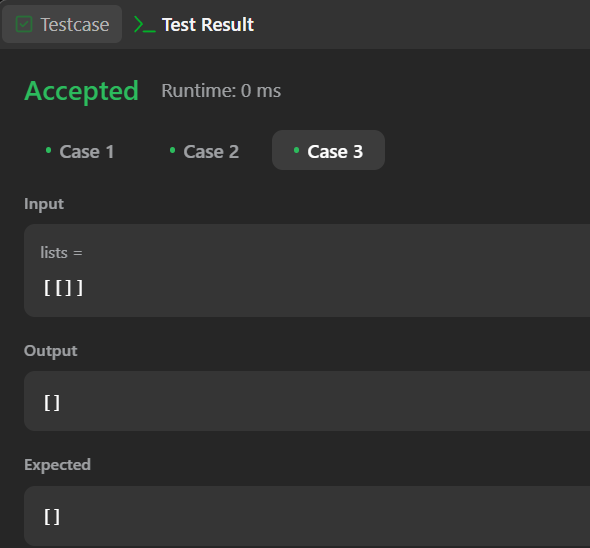 Testcase Test Result
Accepted Runtime: 0 ms
Case 1 Case 2 Case 3
Input
lists =
[[]]
Output
[]
Expected
[]